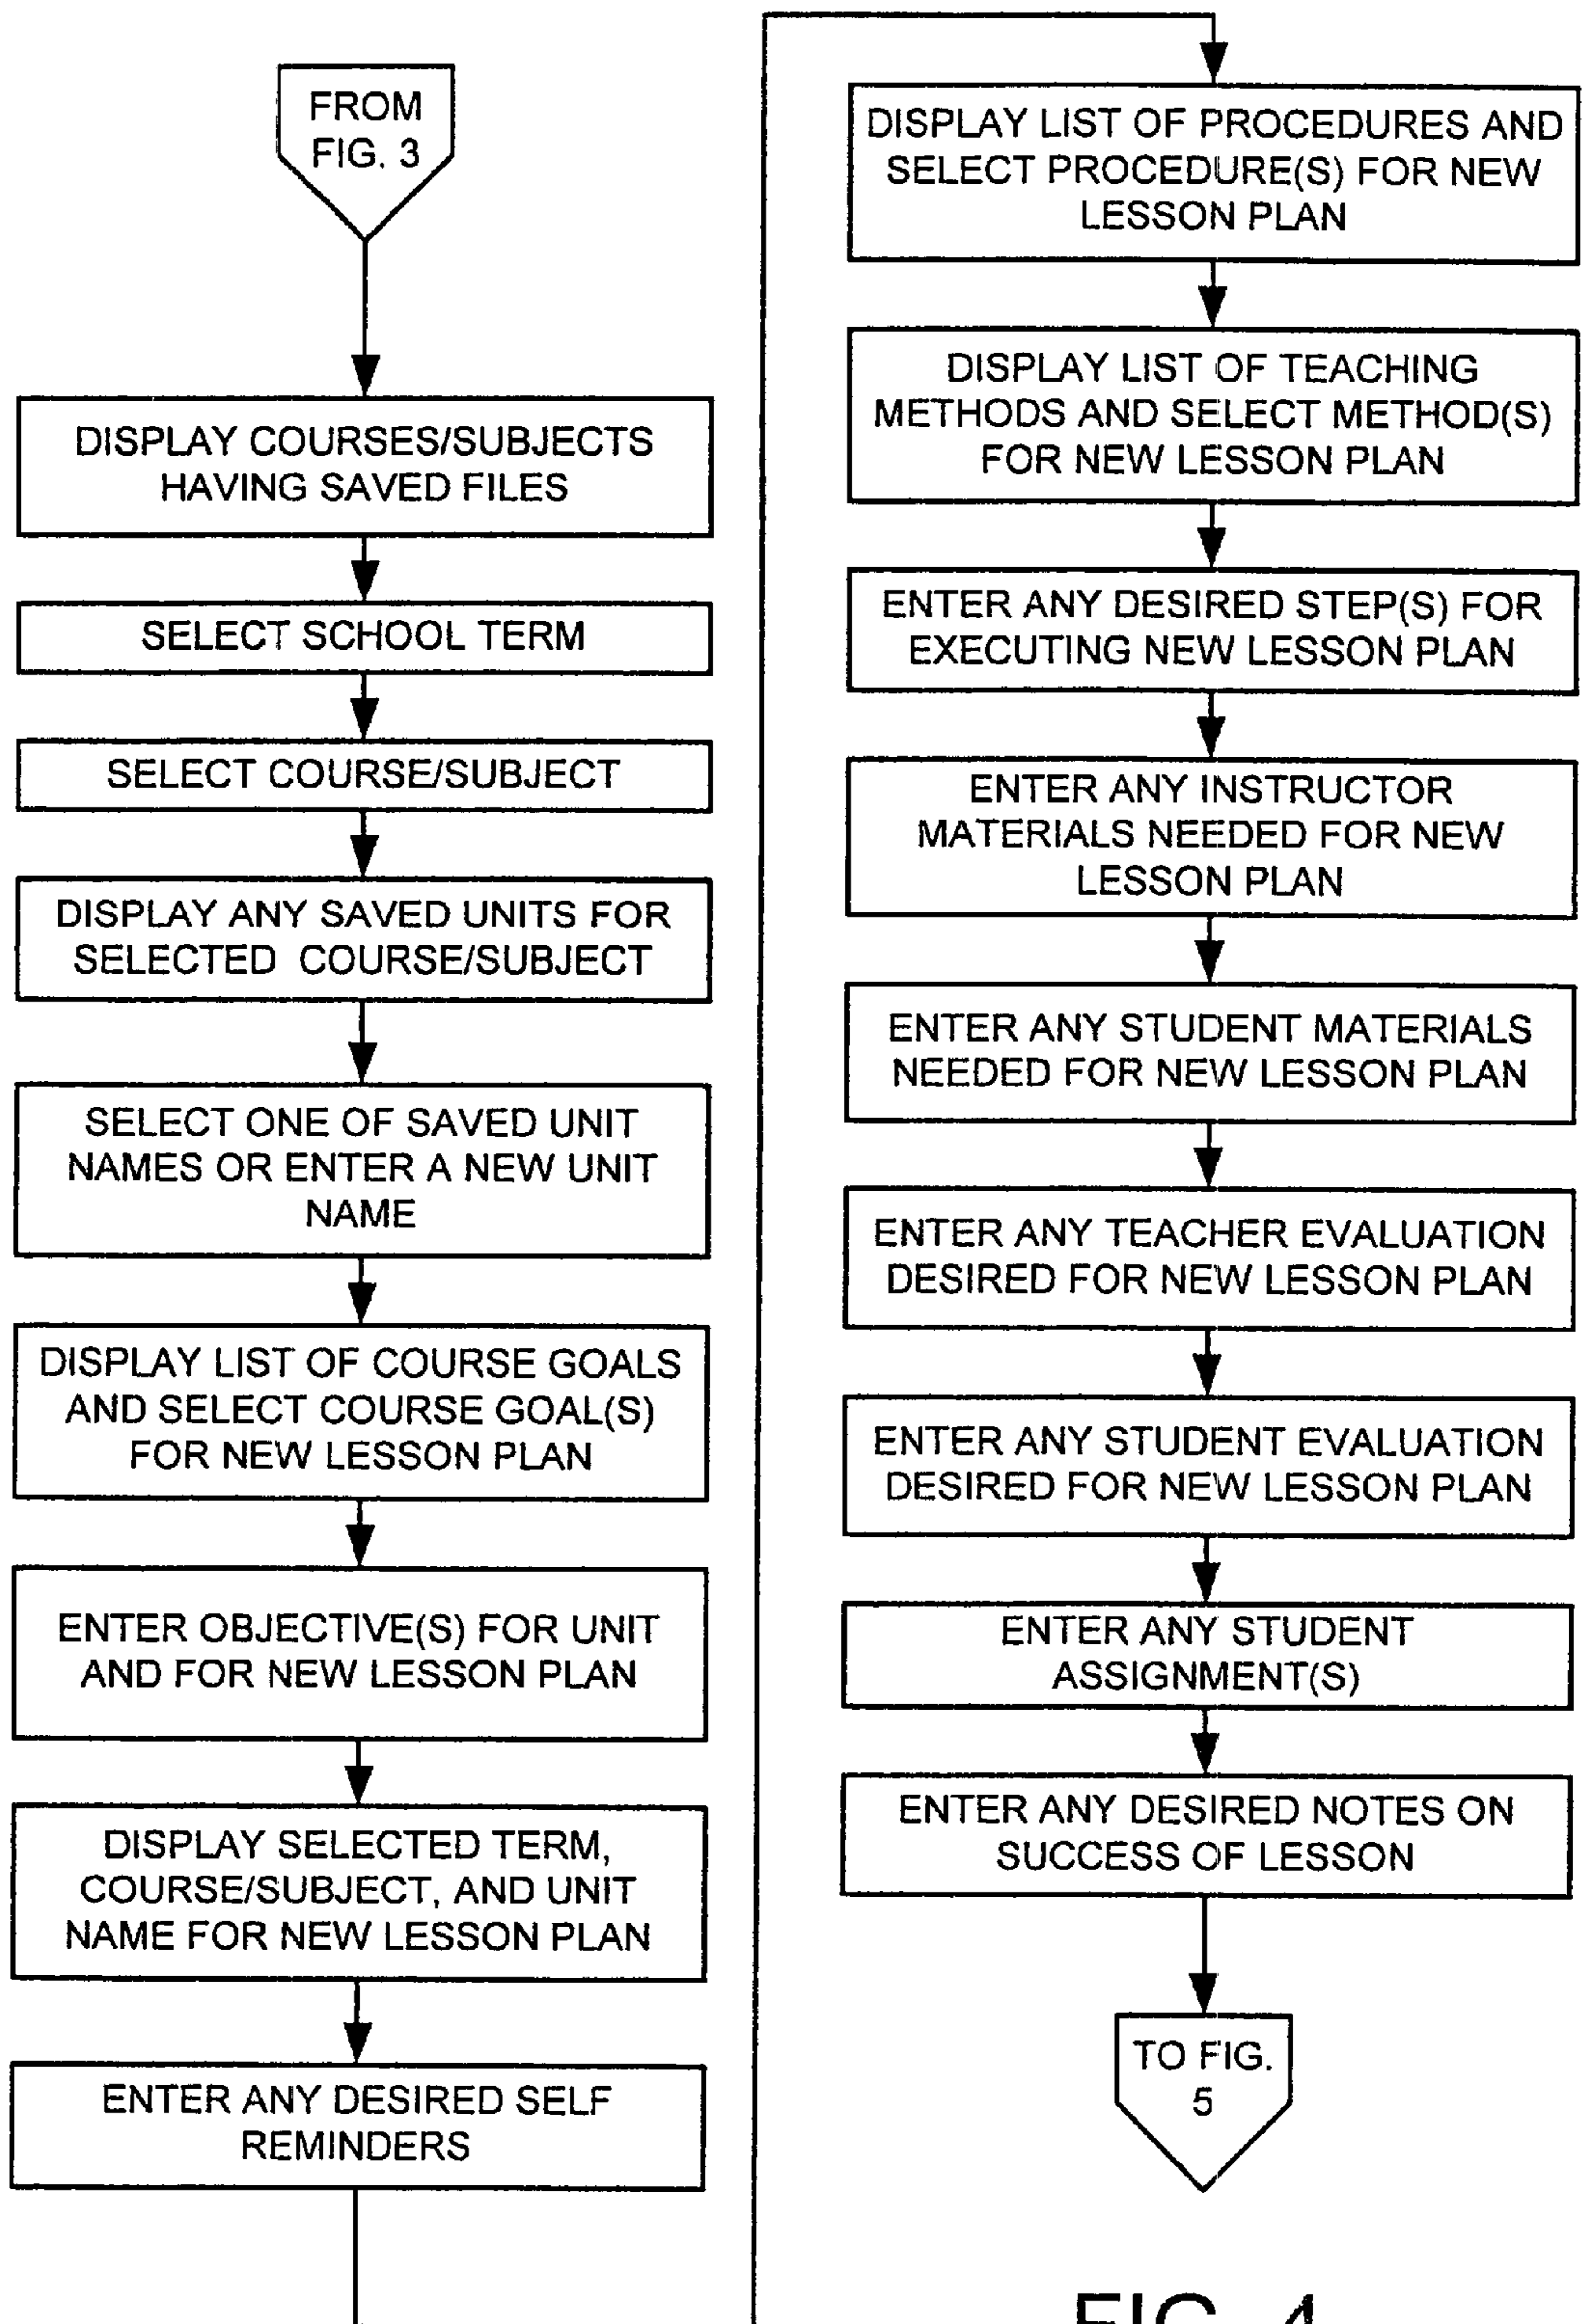 FROM
FIG. 3
DISPLAY COURSES/SUBJECTS
HAVING SAVED FILES
SELECT SCHOOL TERM
SELECT COURSE/SUBJECT
DISPLAY ANY SAVED UNITS FOR
SELECTED COURSE/SUBJECT
SELECT ONE OF SAVED UNIT
NAMES OR ENTER A NEW UNIT
NAME
DISPLAY LIST OF COURSE GOALS
AND SELECT COURSE GOAL(S)
FOR NEW LESSON PLAN
ENTER OBJECTIVE(S) FOR UNIT
AND FOR NEW LESSON PLAN
DISPLAY SELECTED TERM,
COURSE/SUBJECT, AND UNIT
NAME FOR NEW LESSON PLAN
ENTER ANY DESIRED SELF
REMINDERS
DISPLAY LIST OF PROCEDURES AND
SELECT PROCEDURE(S) FOR NEW
LESSON PLAN
DISPLAY LIST OF TEACHING
METHODS AND SELECT METHOD(S)
FOR NEW LESSON PLAN
ENTER ANY DESIRED STEP(S) FOR
EXECUTING NEW LESSON PLAN
ENTER ANY INSTRUCTOR
MATERIALS NEEDED FOR NEW
LESSON PLAN
ENTER ANY STUDENT MATERIALS
NEEDED FOR NEW LESSON PLAN
ENTER ANY TEACHER EVALUATION
DESIRED FOR NEW LESSON PLAN
ENTER ANY STUDENT EVALUATION
DESIRED FOR NEW LESSON PLAN
ENTER ANY STUDENT
ASSIGNMENT(S)
ENTER ANY DESIRED NOTES ON
SUCCESS OF LESSON
TO FIG.
5
FIG. 4